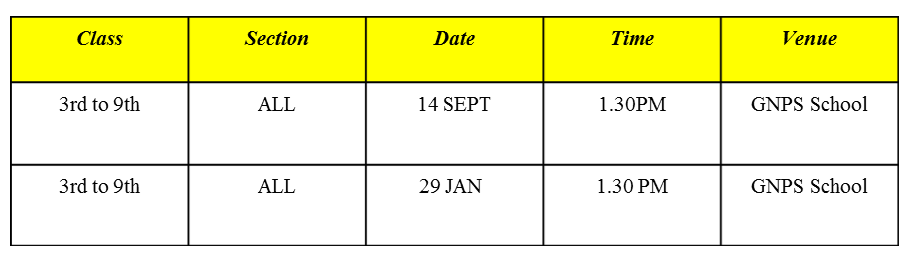 Class Section Date Time Venue
3rd to 9th ALL 14 SEPT 1.30PM GNPS School
3rd to 9th ALL 29 JAN 1.30 PM GNPS School